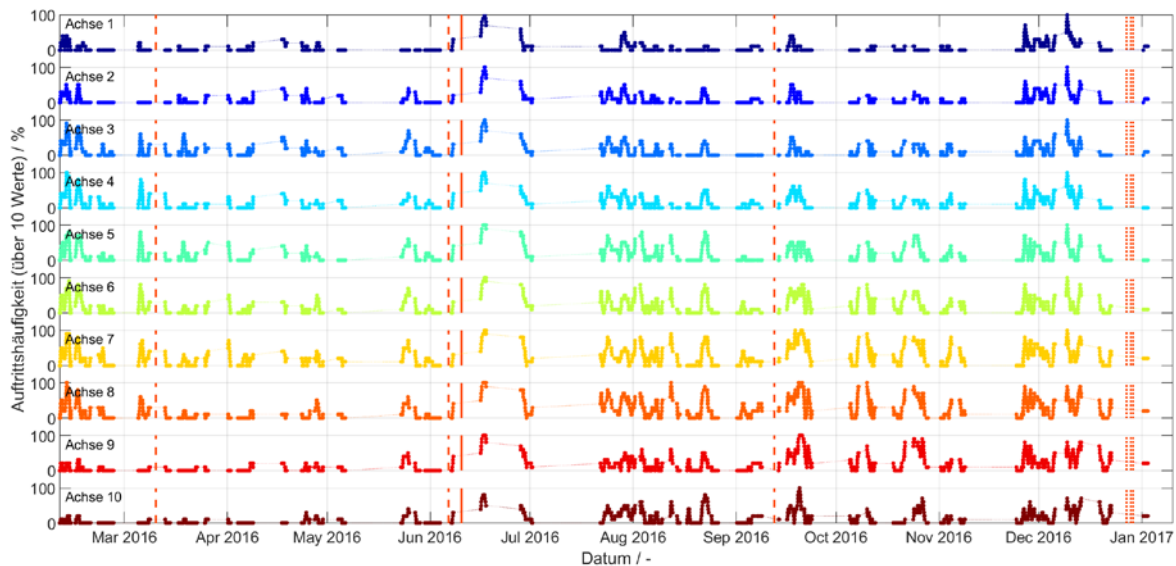 Auftrittshäufigkeit (über 10 Werte) / %
100
0
Achse 1
100
0
Achse 2
100
0
Achse 3
100
0
Achse 4
100
0
Achse 5
100
0
Achse 6
100
0
Achse 7
100
0
Achse 8
100
0
Achse 9
100
0
Achse 10
Mar 2016 Apr 2016 May 2016 Jun 2016 Jul 2016 Aug 2016 Sep 2016 Oct 2016 Nov 2016 Dec 2016 Jan 2017
Datum / -